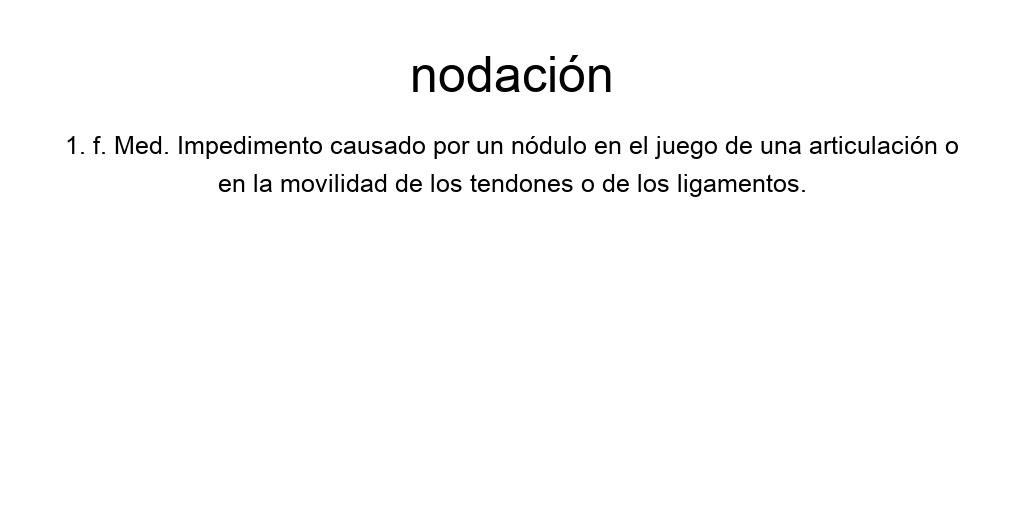 nodación
1. f. Med. Impedimento causado por un nódulo en el juego de una articulación o
en la movilidad de los tendones o de los ligamentos.